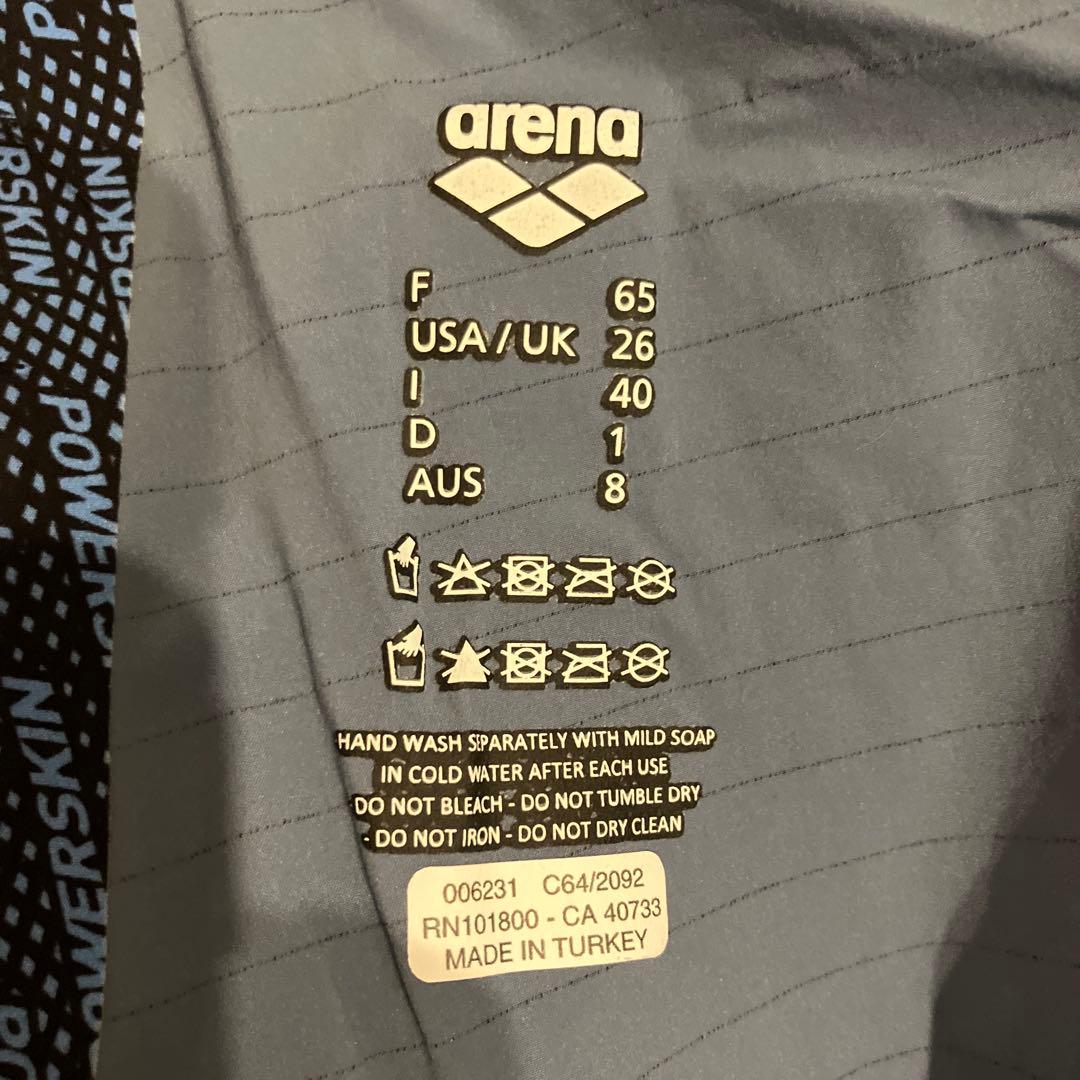 arena
F 65
USA/UK 26
I 40
D 1
AUS 8
HAND WASH SEPARATELY WITH MILD SOAP
IN COLD WATER AFTER EACH USE
DO NOT BLEACH - DO NOT TUMBLE DRY
- DO NOT IRON - DO NOT DRY CLEAN
006231 C64/2092
RN101800 - CA 40733
MADE IN TURKEY
POWERSKIN